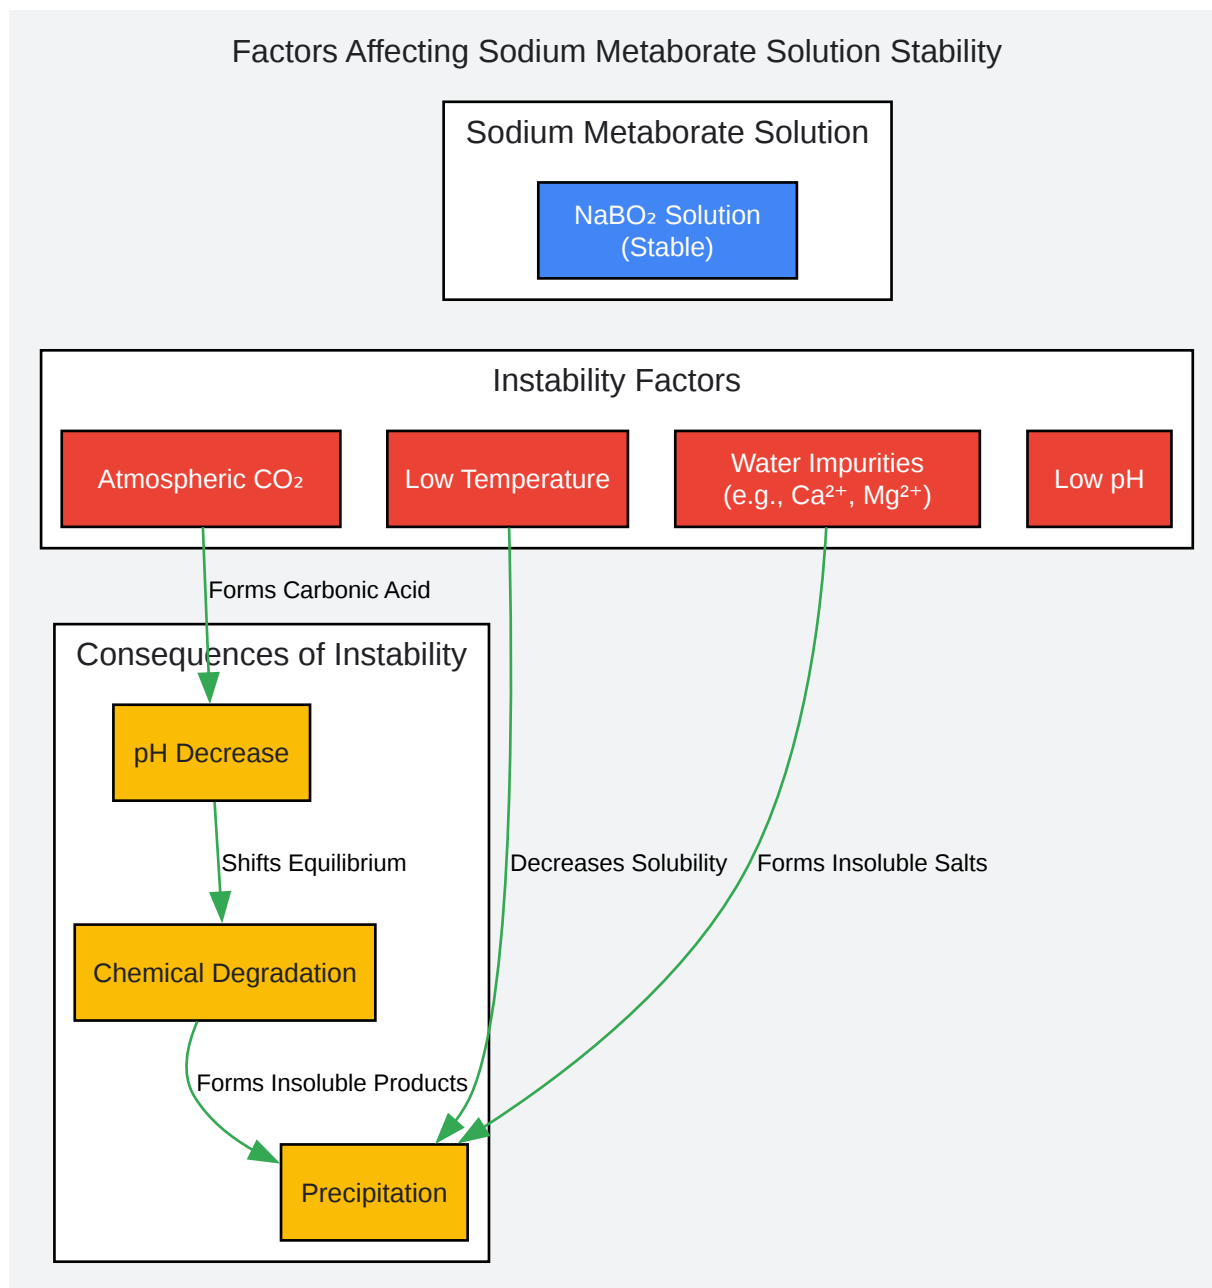 Factors Affecting Sodium Metaborate Solution Stability
Sodium Metaborate Solution
NaBO₂ Solution
(Stable)
Instability Factors
Atmospheric CO₂
Low Temperature
Water Impurities
(e.g., Ca²⁺, Mg²⁺)
Low pH
Forms Carbonic Acid
Consequences of Instability
pH Decrease
Shifts Equilibrium
Decreases Solubility
Forms Insoluble Salts
Chemical Degradation
Forms Insoluble Products
Precipitation